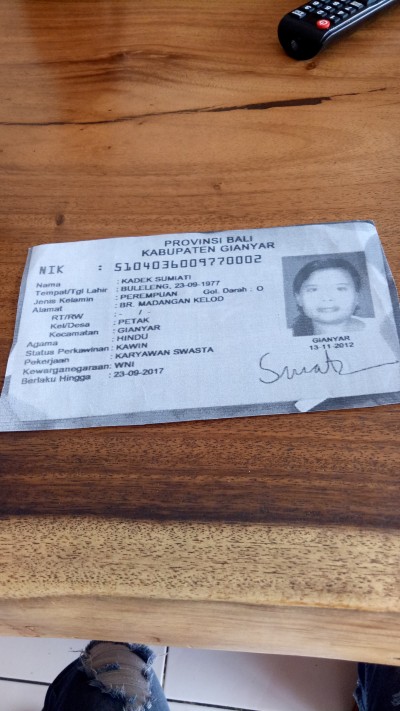 PROVINSI BALI
KABUPATEN GIANYAR
NIK : 5104036009770002
Nama : KADEK SUMIATI
Tempat/Tgl Lahir : BULELENG, 23-09-1977
Jenis Kelamin : PEREMPUAN Gol. Darah : O
Alamat : BR. MADANGAN KELOD
RT/RW : - / -
Kel/Desa : PETAK
Kecamatan : GIANYAR
Agama : HINDU
Status Perkawinan : KAWIN
Pekerjaan : KARYAWAN SWASTA
Kewarganegaraan: WNI
Berlaku Hingga : 23-09-2017
GIANYAR
13-11-2012